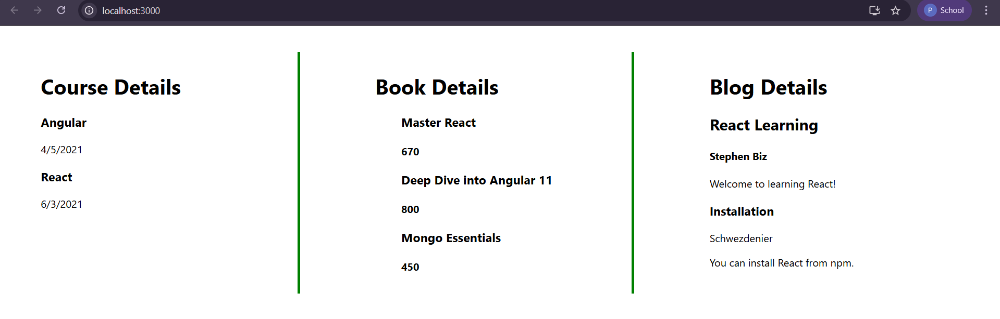 localhost:3000
P School
Course Details
Angular
4/5/2021
React
6/3/2021
Book Details
Master React
670
Deep Dive into Angular 11
800
Mongo Essentials
450
Blog Details
React Learning
Stephen Biz
Welcome to learning React!
Installation
Schwezdenier
You can install React from npm.